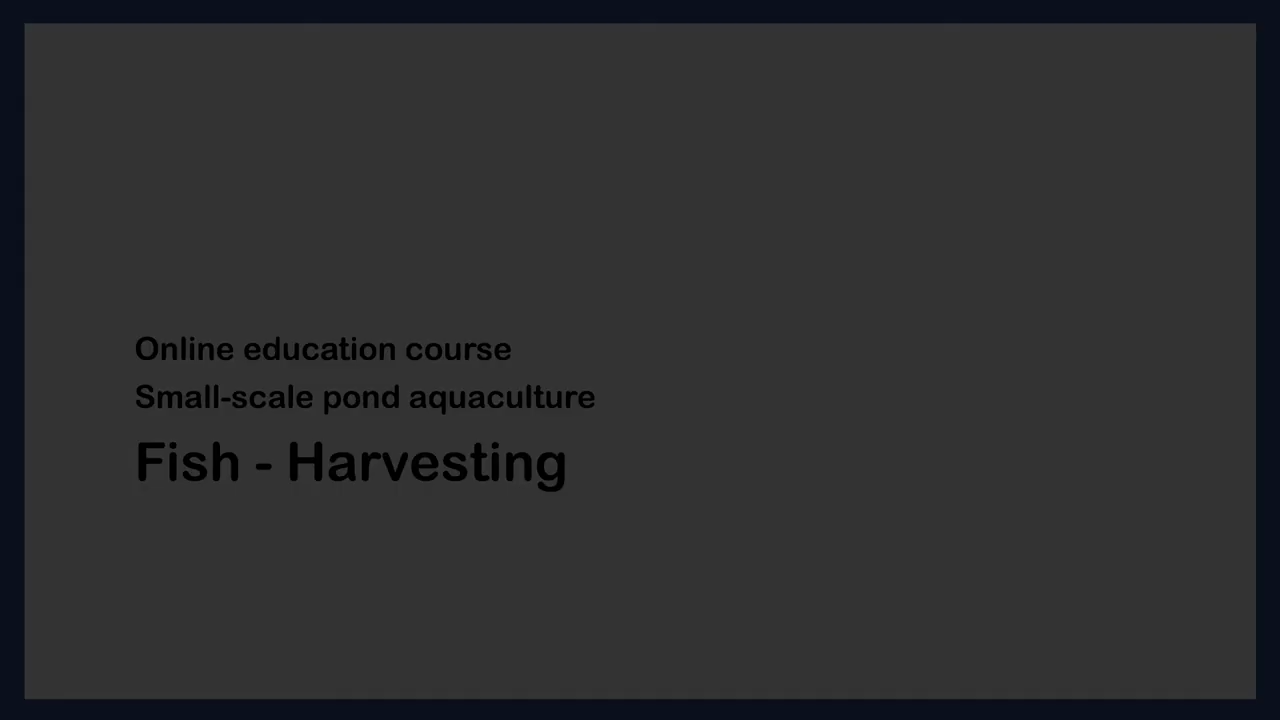 Online education course
Small-scale pond aquaculture
Fish - Harvesting